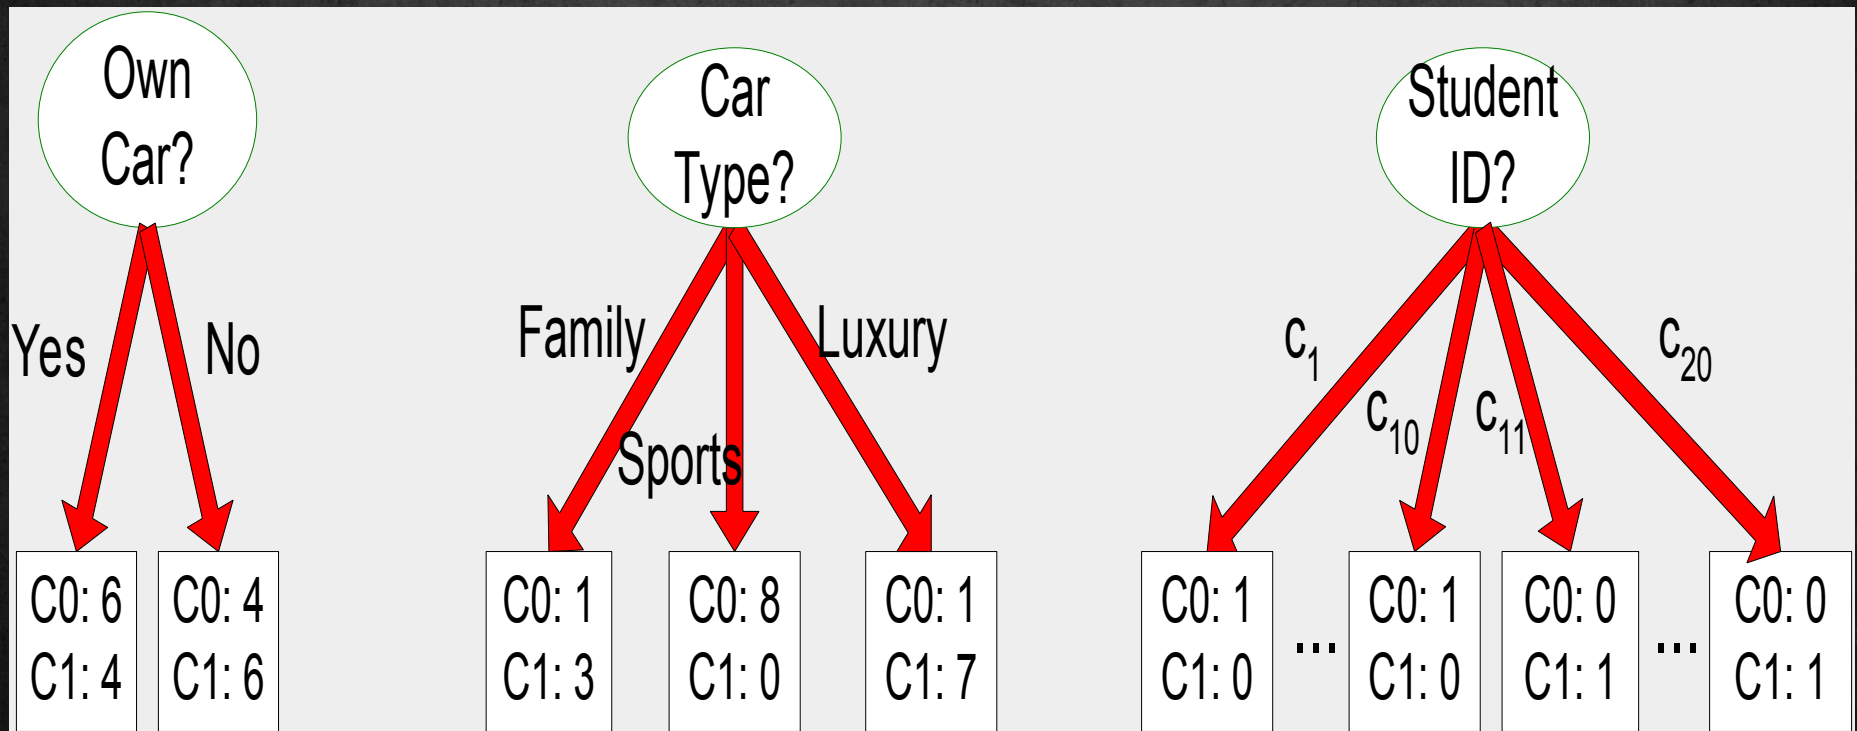 Own
Car?
Yes
No
C0: 6
C1: 4
C0: 4
C1: 6
Car
Type?
Family
Sports
Luxury
C0: 1
C1: 3
C0: 8
C1: 0
C0: 1
C1: 7
Student
ID?
c1
c10
c11
c20
C0: 1
C1: 0
...
C0: 1
C1: 0
C0: 0
C1: 1
...
C0: 0
C1: 1